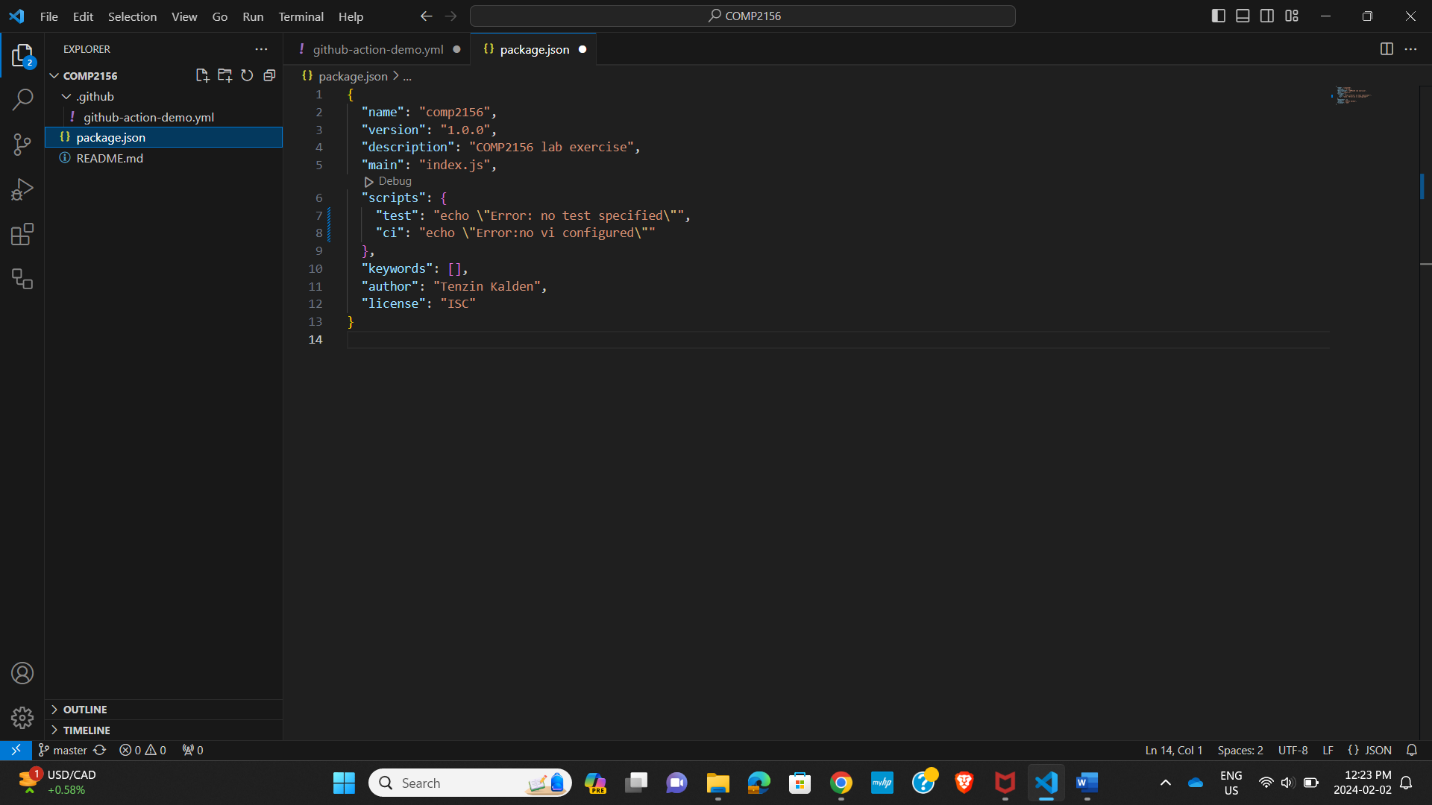 File Edit Selection View Go Run Terminal Help
COMP2156
EXPLORER
COMP2156
.github
github-action-demo.yml
package.json
README.md
OUTLINE
TIMELINE
2
github-action-demo.yml
package.json
package.json > ...
1 {
2 "name": "comp2156",
3 "version": "1.0.0",
4 "description": "COMP2156 lab exercise",
5 "main": "index.js",
Debug
6 "scripts": {
7 "test": "echo \"Error: no test specified\"",
8 "ci": "echo \"Error:no vi configured\""
9 },
10 "keywords": [],
11 "author": "Tenzin Kalden",
12 "license": "ISC"
13 }
14
master 0 0 0
Ln 14, Col 1 Spaces: 2 UTF-8 LF {} JSON
1
USD/CAD
+0.58%
Search
PRE
mvhp
ENG
US
12:23 PM
2024-02-02